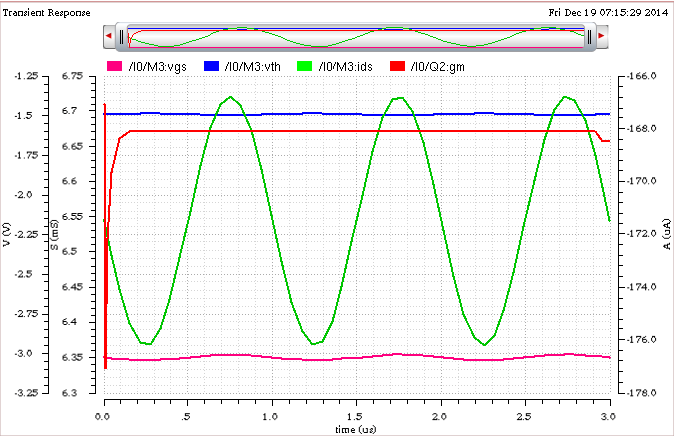 Transient Response Fri Dec 19 07:15:29 2014
/I0/M3:vgs /I0/M3:vth /I0/M3:ids /I0/Q2:gm
-1.25 6.75 -166.0
-1.5 6.7 -168.0
-1.75 6.65 -170.0
-2.0 6.6
-2.25 6.55 -172.0
-2.5 6.5
-2.75 6.45 -174.0
-3.0 6.4 -176.0
-3.25 6.35 -178.0
6.3
V (V)
S (mS)
A (uA)
0.0 .5 1.0 1.5 2.0 2.5 3.0
time (us)